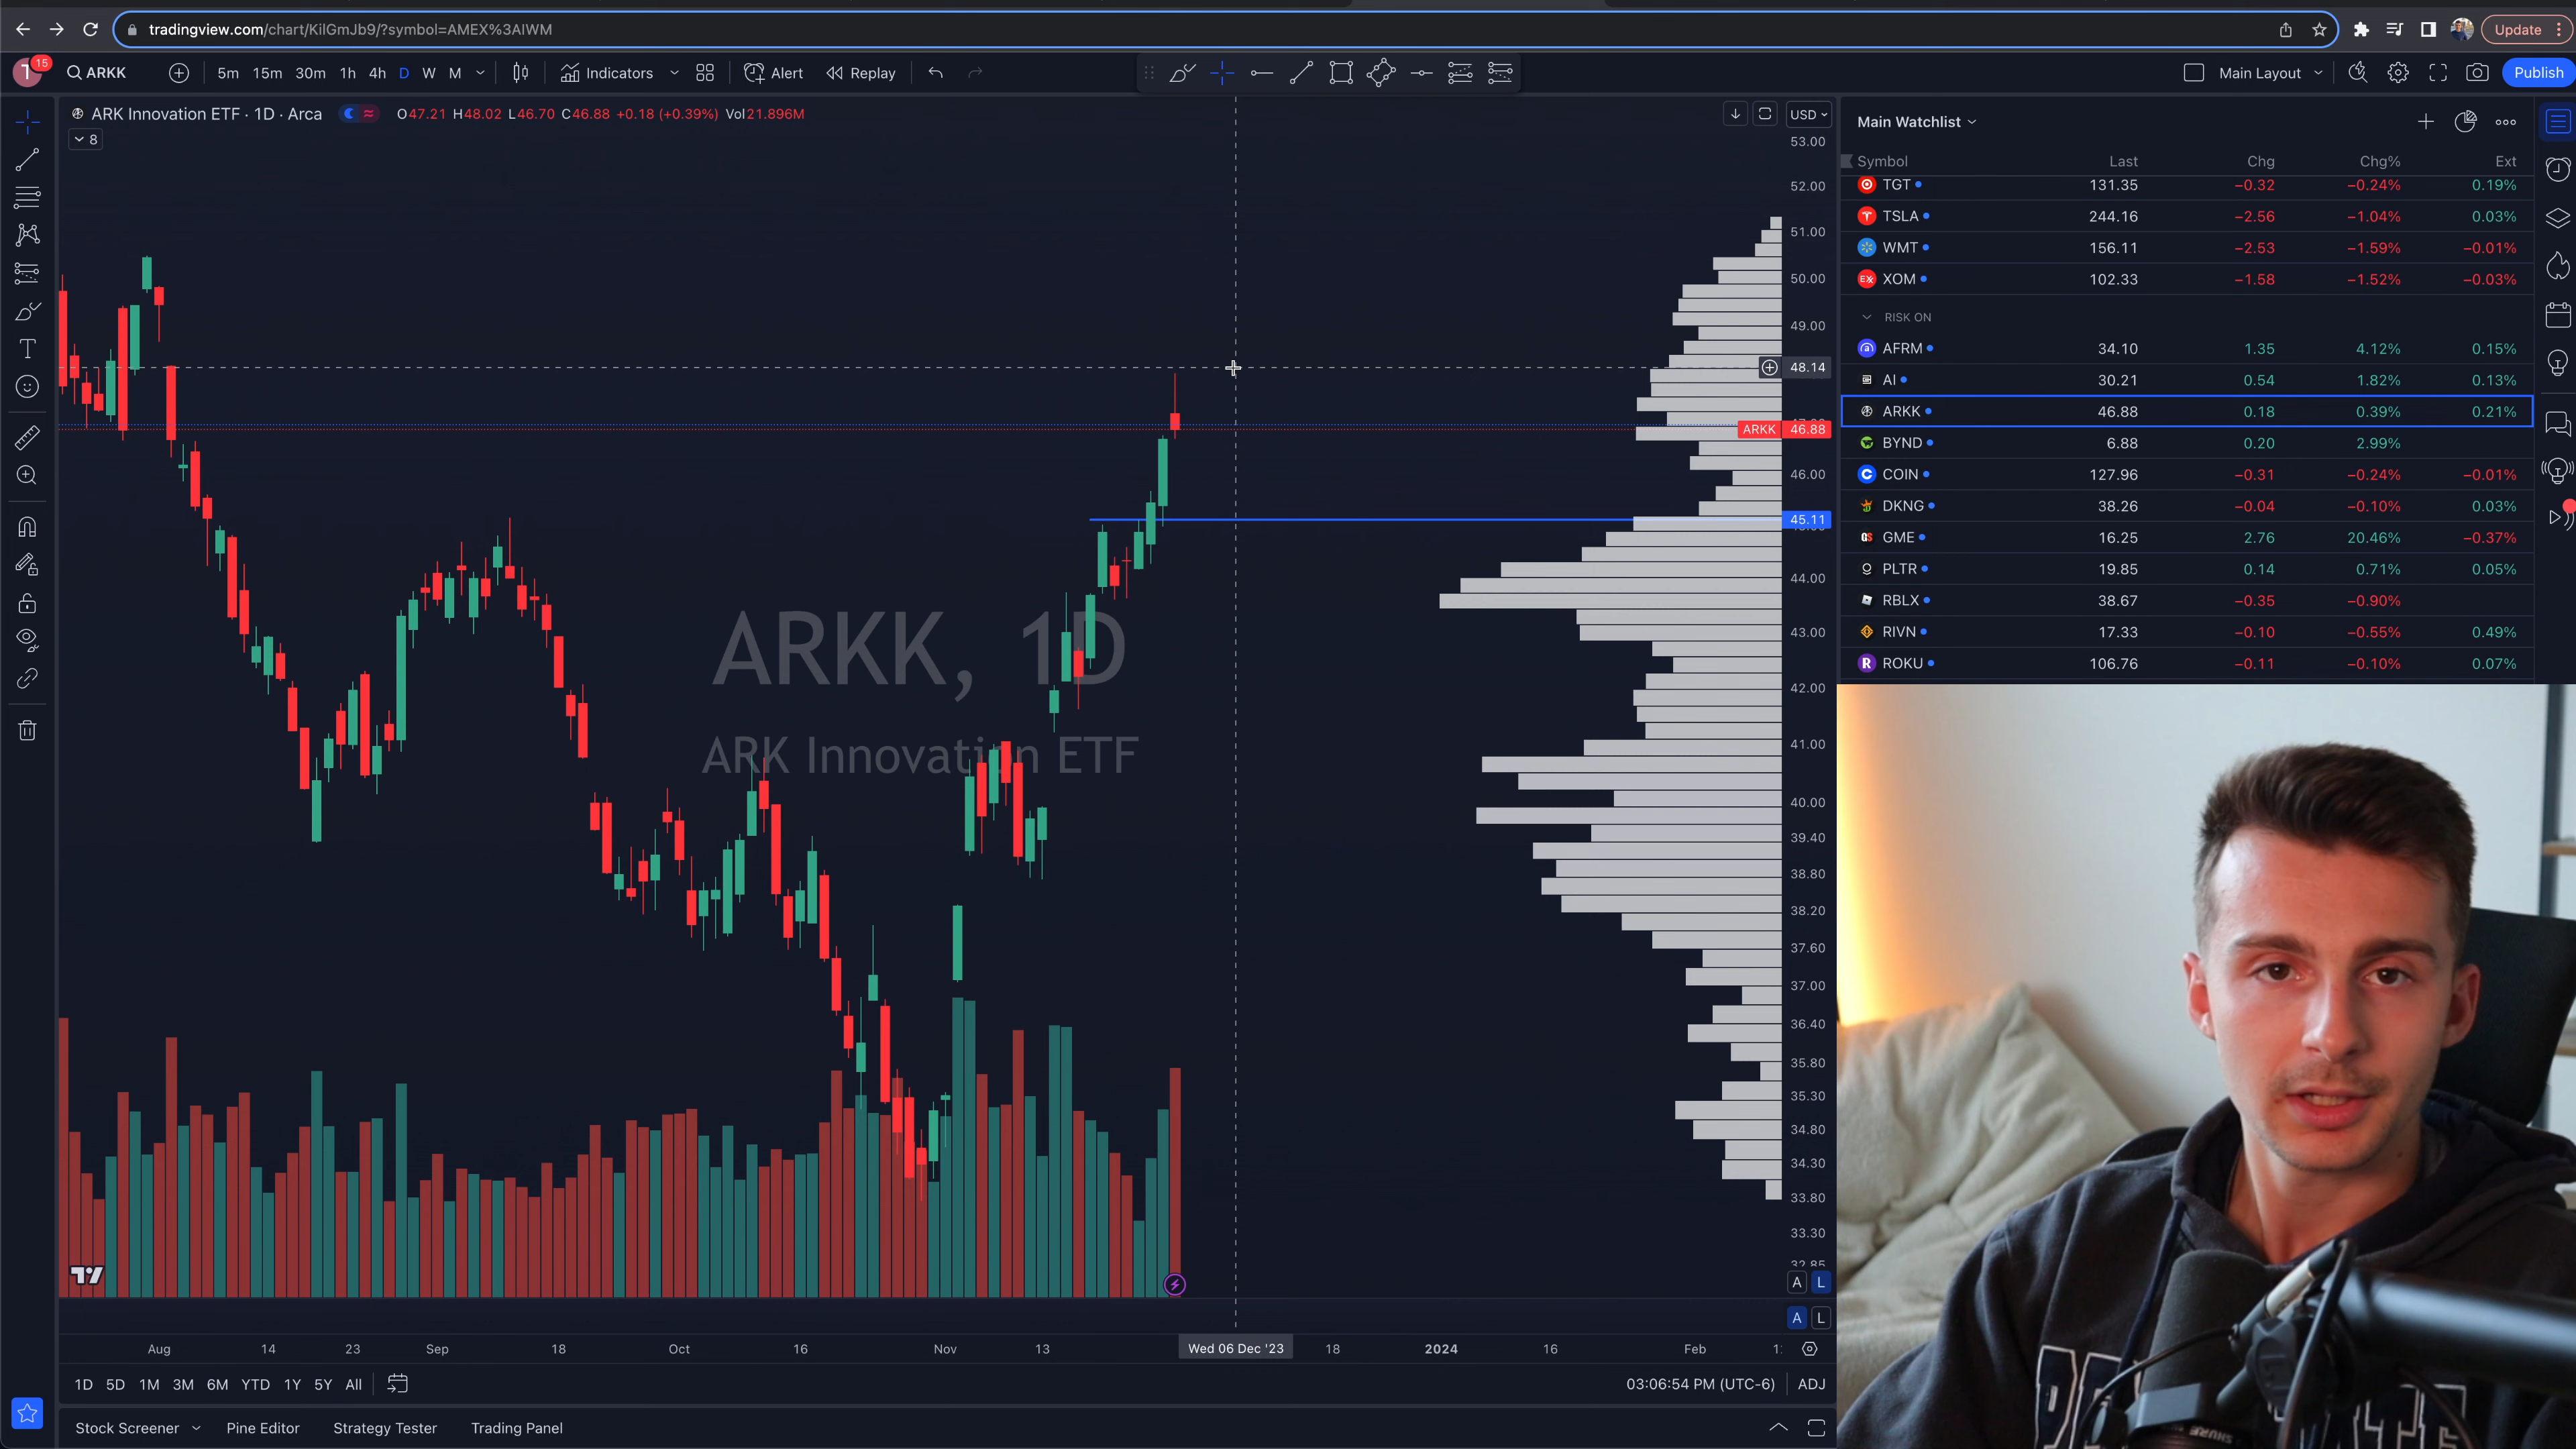 tradingview.com/chart/KilGmJb9/?symbol=AMEX%3AIWM
Update
15
ARKK
5m 15m 30m 1h 4h D W M
Indicators
Alert
Replay
Main Layout
Publish
ARK Innovation ETF · 1D · Arca
O47.21 H48.02 L46.70 C46.88 +0.18 (+0.39%) Vol21.896M
8
USD
ARKK, 1D
ARK Innovation ETF
53.00
52.00
51.00
50.00
49.00
48.14
ARKK 46.88
46.00
45.11
44.00
43.00
42.00
41.00
40.00
39.40
38.80
38.20
37.60
37.00
36.40
35.80
35.30
34.80
34.30
33.80
33.30
32.85
A L
A L
Aug 14 23 Sep 18 Oct 16 Nov 13 Wed 06 Dec '23 18 2024 16 Feb
1D 5D 1M 3M 6M YTD 1Y 5Y All
03:06:54 PM (UTC-6) ADJ
Stock Screener
Pine Editor
Strategy Tester
Trading Panel
Main Watchlist
Symbol Last Chg Chg% Ext
TGT 131.35 −0.32 −0.24% 0.19%
TSLA 244.16 −2.56 −1.04% 0.03%
WMT 156.11 −2.53 −1.59% −0.01%
XOM 102.33 −1.58 −1.52% −0.03%
RISK ON
AFRM 34.10 1.35 4.12% 0.15%
AI 30.21 0.54 1.82% 0.13%
ARKK 46.88 0.18 0.39% 0.21%
BYND 6.88 0.20 2.99%
COIN 127.96 −0.31 −0.24% −0.01%
DKNG 38.26 −0.04 −0.10% 0.03%
GME 16.25 2.76 20.46% −0.37%
PLTR 19.85 0.14 0.71% 0.05%
RBLX 38.67 −0.35 −0.90%
RIVN 17.33 −0.10 −0.55% 0.49%
ROKU 106.76 −0.11 −0.10% 0.07%